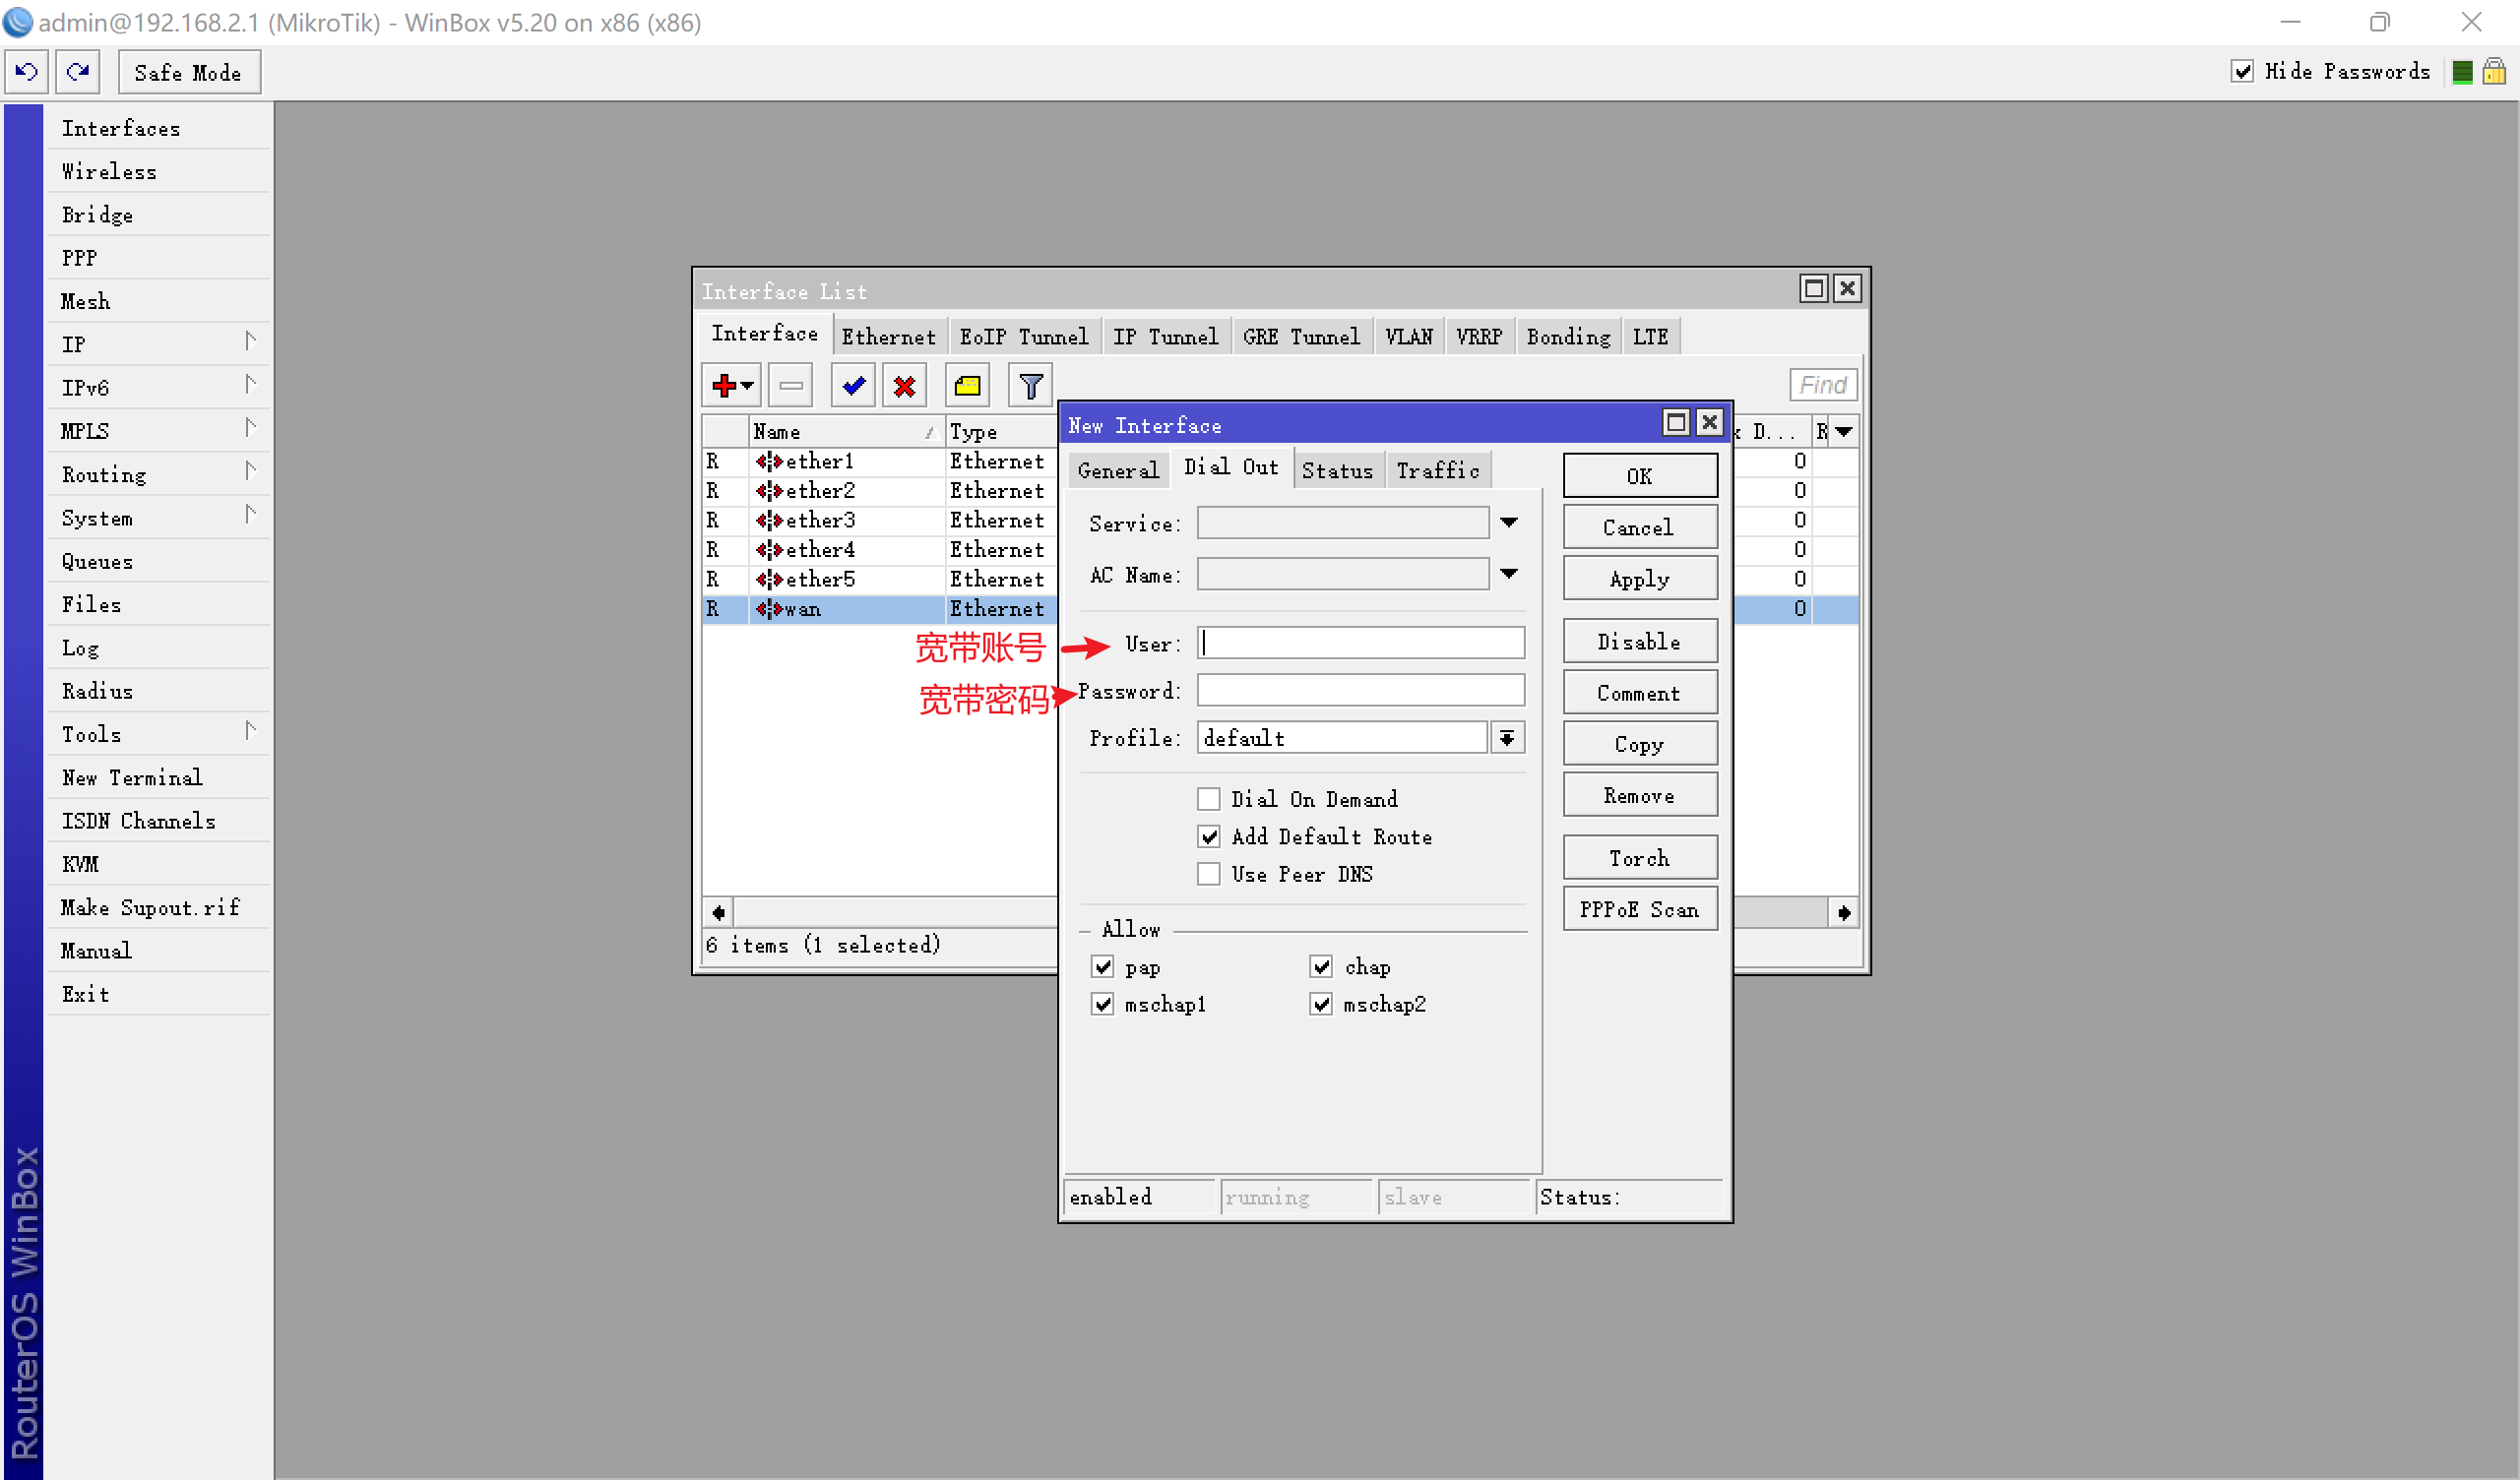 admin@192.168.2.1 (MikroTik) - WinBox v5.20 on x86 (x86)
Safe Mode
Hide Passwords
Interfaces
Wireless
Bridge
PPP
Mesh
IP
IPv6
MPLS
Routing
System
Queues
Files
Log
Radius
Tools
New Terminal
ISDN Channels
KVM
Make Supout.rif
Manual
Exit
RouterOS WinBox
Interface List
Interface Ethernet EoIP Tunnel IP Tunnel GRE Tunnel VLAN VRRP Bonding LTE
Find
Name Type D... R
R ether1 Ethernet 0
R ether2 Ethernet 0
R ether3 Ethernet 0
R ether4 Ethernet 0
R ether5 Ethernet 0
R wan Ethernet 0
6 items (1 selected)
New Interface
General Dial Out Status Traffic
Service:
AC Name:
宽带账号 User:
宽带密码 Password:
Profile: default
Dial On Demand
Add Default Route
Use Peer DNS
Allow
pap chap
mschap1 mschap2
OK
Cancel
Apply
Disable
Comment
Copy
Remove
Torch
PPPoE Scan
enabled running slave Status: